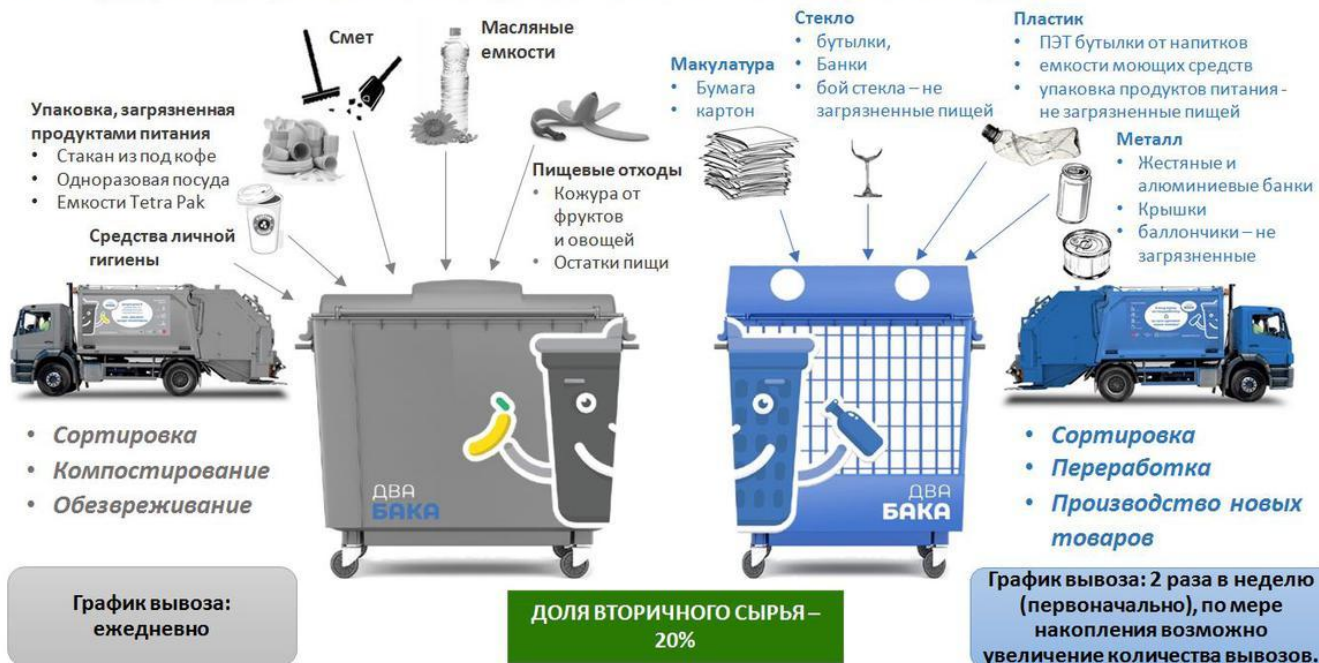 Смет
Масляные
емкости
Упаковка, загрязненная
продуктами питания
• Стакан из под кофе
• Одноразовая посуда
• Емкости Tetra Pak
Средства личной
гигиены
Пищевые отходы
• Кожура от
фруктов
и овощей
• Остатки пищи
Макулатура
• Бумага
• картон
Стекло
• бутылки,
• Банки
• бой стекла – не
загрязненные пищей
Пластик
• ПЭТ бутылки от напитков
• емкости моющих средств
• упаковка продуктов питания -
не загрязненные пищей
Металл
• Жестяные и
алюминиевые банки
• Крышки
• баллончики – не
загрязненные
• Сортировка
• Компостирование
• Обезвреживание
ДВА
БАКА
ДВА
БАКА
• Сортировка
• Переработка
• Производство новых
товаров
График вывоза:
ежедневно
ДОЛЯ ВТОРИЧНОГО СЫРЬЯ –
20%
График вывоза: 2 раза в неделю
(первоначально), по мере
накопления возможно
увеличение количества вывозов.